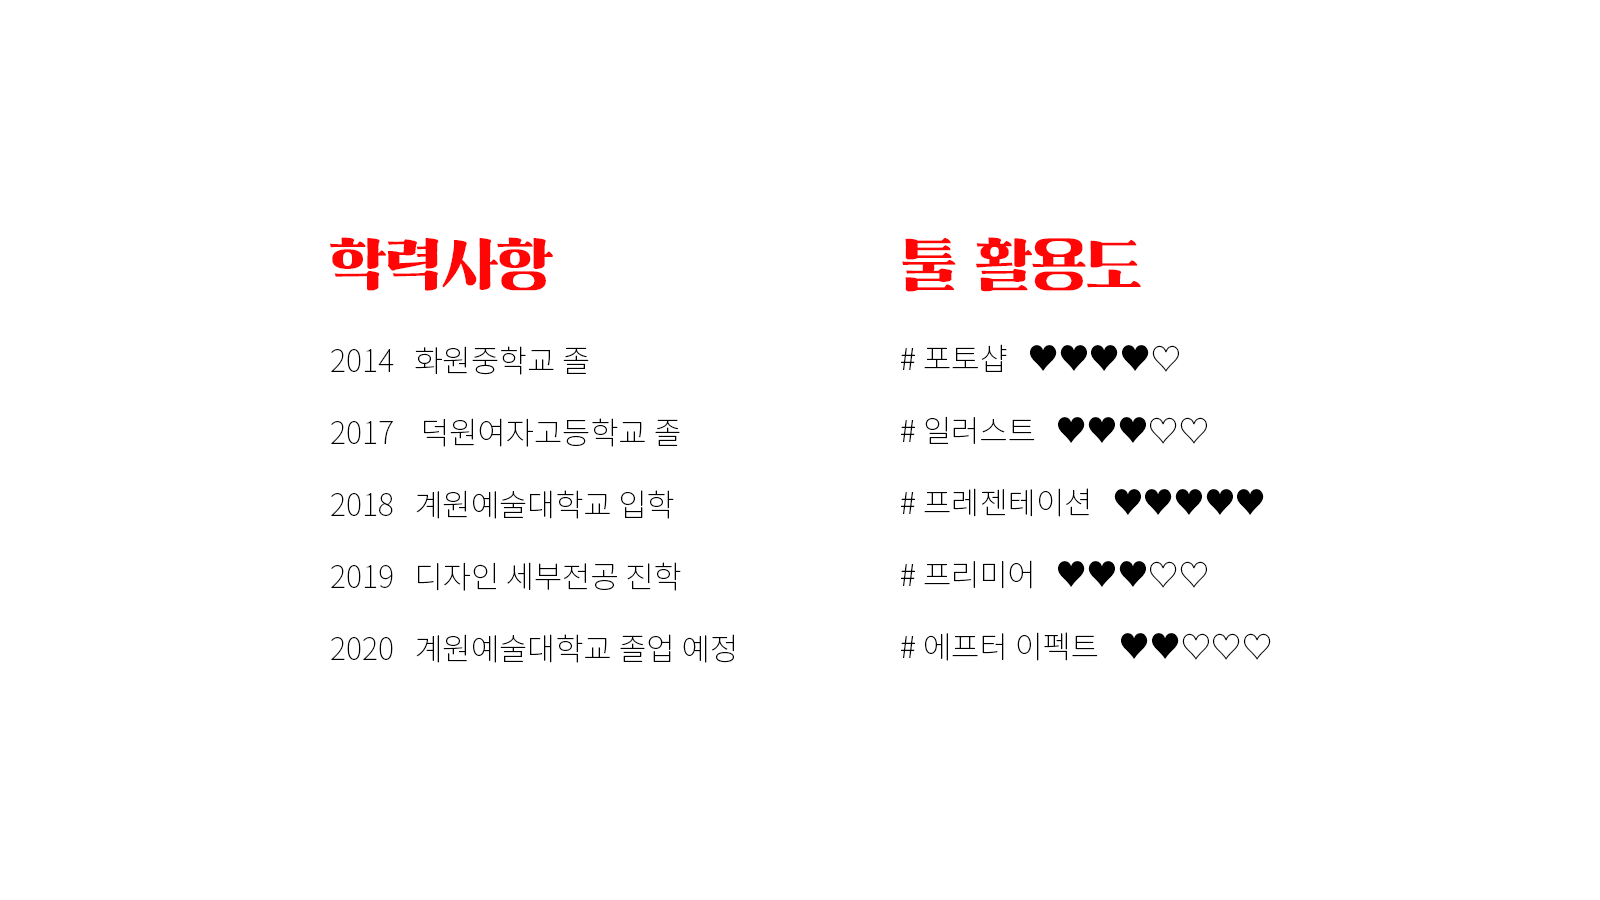 학력사항
2014 화원중학교 졸
2017 덕원여자고등학교 졸
2018 계원예술대학교 입학
2019 디자인 세부전공 진학
2020 계원예술대학교 졸업 예정
툴 활용도
# 포토샵 ♥♥♥♥♡
# 일러스트 ♥♥♥♡♡
# 프레젠테이션 ♥♥♥♥♥
# 프리미어 ♥♥♥♡♡
# 에프터 이펙트 ♥♥♡♡♡